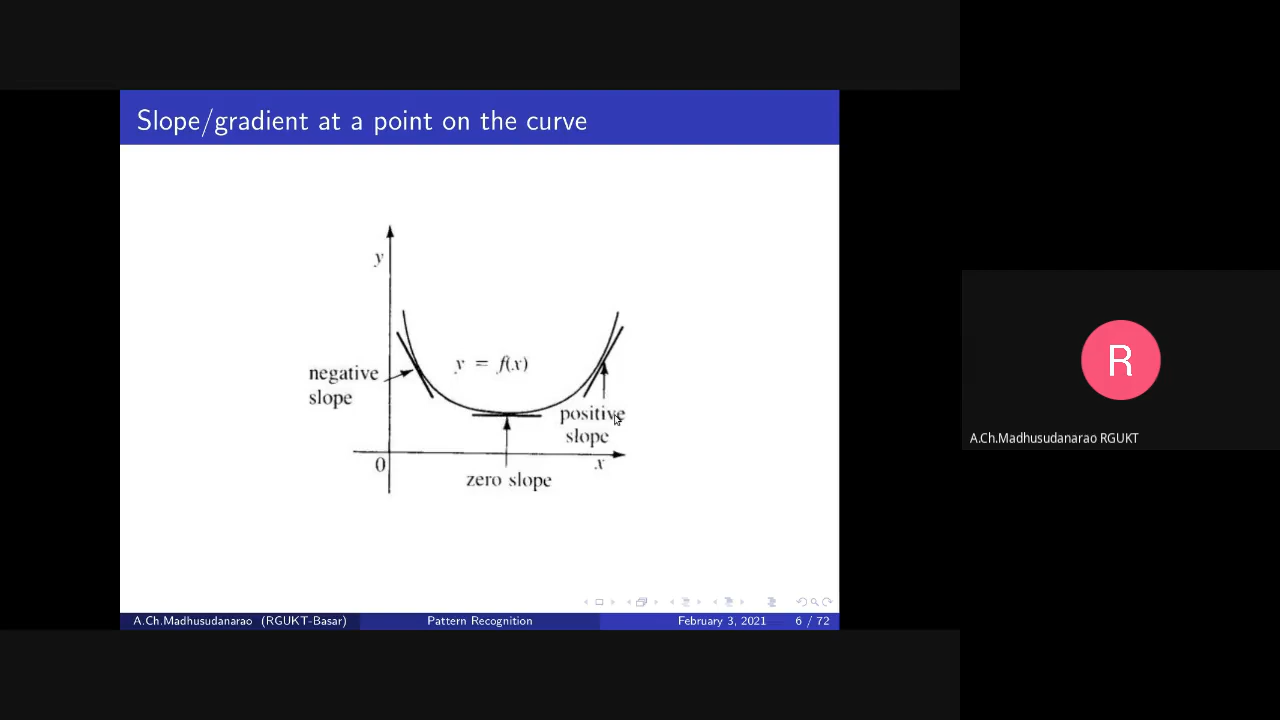 Slope/gradient at a point on the curve
y
negative
slope
y = f(x)
positive
slope
0
x
zero slope
A.Ch.Madhusudanarao (RGUKT-Basar) Pattern Recognition February 3, 2021 6 / 72
R
A.Ch.Madhusudanarao RGUKT